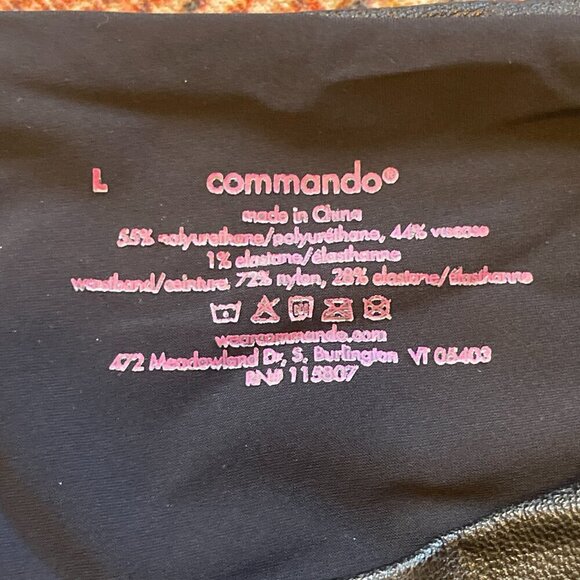 L
commando®
made in China
55% polyurethane/polyuréthane, 44% viscose
1% elastane/élasthanne
waistband/ceinture, 72% nylon, 28% elastane/élasthanne
wearcommando.com
472 Meadowland Dr, S. Burlington VT 05403
RN# 115807